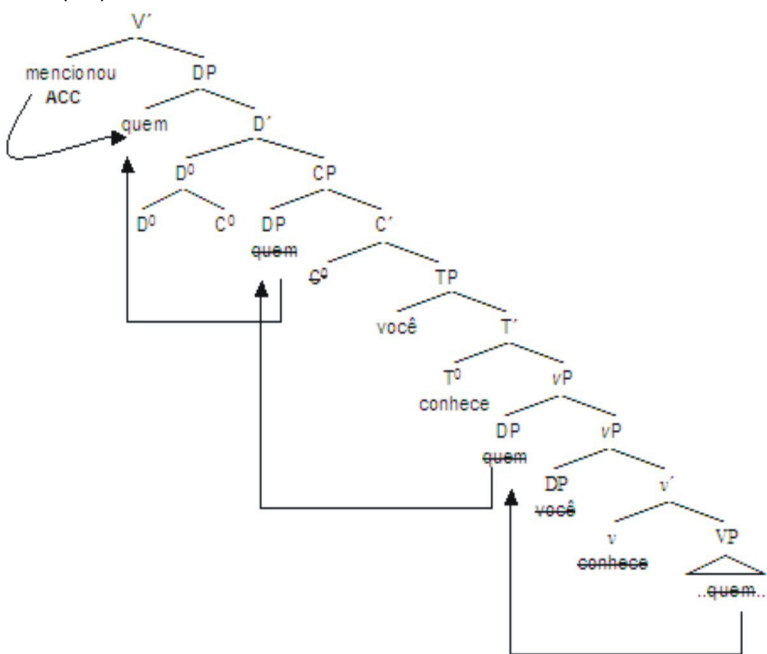 V´
mencionou DP
ACC
quem D´
D⁰ CP
D⁰ C⁰ DP C´
quem
C⁰ TP
você T´
T⁰ vP
conhece
DP vP
quem
DP v´
você
v VP
conhece
..quem..